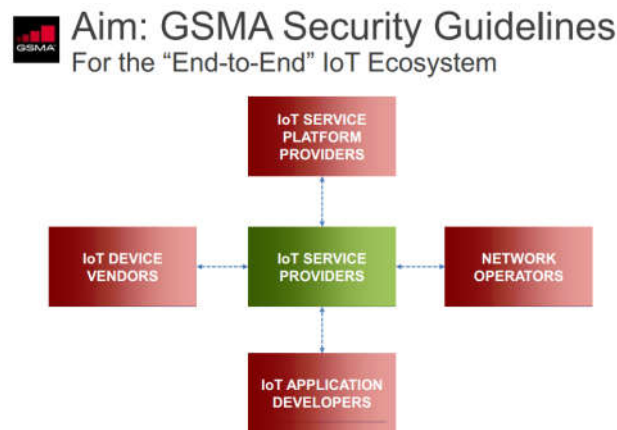 GSMA
Aim: GSMA Security Guidelines
For the “End-to-End” IoT Ecosystem
IoT SERVICE
PLATFORM
PROVIDERS
IoT DEVICE
VENDORS
IoT SERVICE
PROVIDERS
NETWORK
OPERATORS
IoT APPLICATION
DEVELOPERS